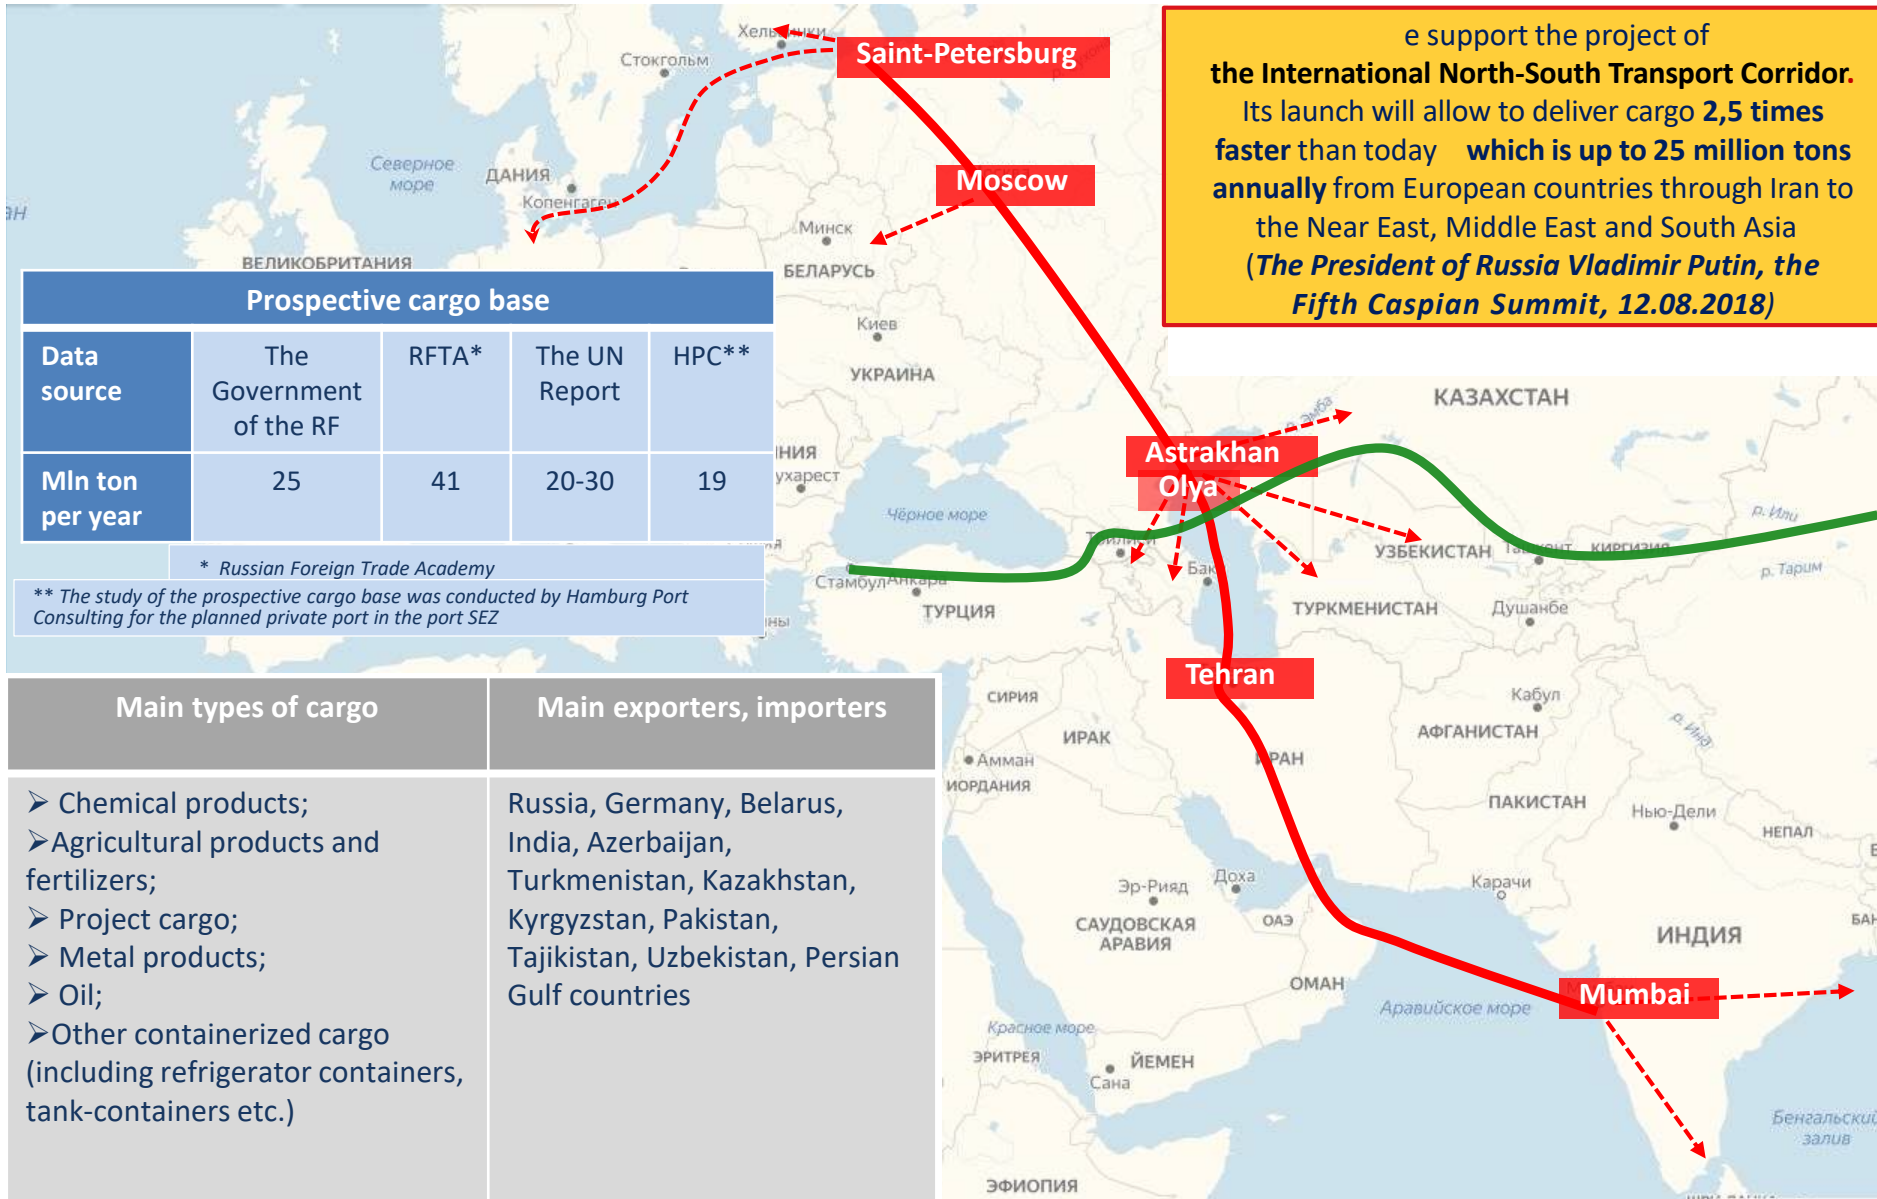 e support the project of
the International North-South Transport Corridor.
Its launch will allow to deliver cargo 2,5 times
faster than today which is up to 25 million tons
annually from European countries through Iran to
the Near East, Middle East and South Asia
(The President of Russia Vladimir Putin, the
Fifth Caspian Summit, 12.08.2018)
Стокгольм
Saint-Petersburg
Северное
море
ДАНИЯ
Копенгаген
Moscow
Минск
БЕЛАРУСЬ
ВЕЛИКОБРИТАНИЯ
Киев
УКРАИНА
Prospective cargo base
Data source
The Government of the RF
RFTA*
The UN Report
HPC**
Mln ton per year
25
41
20-30
19
* Russian Foreign Trade Academy
** The study of the prospective cargo base was conducted by Hamburg Port
Consulting for the planned private port in the port SEZ
КАЗАХСТАН
р. Эмба
Astrakhan
Olya
Чёрное море
Стамбул
Анкара
ТУРЦИЯ
УЗБЕКИСТАН
Ташкент
КИРГИЗИЯ
р. Или
р. Тарим
ТУРКМЕНИСТАН
Душанбе
Tehran
СИРИЯ
ИРАК
Амман
ИОРДАНИЯ
Кабул
АФГАНИСТАН
р. Инд
ПАКИСТАН
Нью-Дели
НЕПАЛ
Карачи
Эр-Рияд
Доха
САУДОВСКАЯ
АРАВИЯ
ОАЭ
ИНДИЯ
ОМАН
Аравийское море
Mumbai
Красное море
ЭРИТРЕЯ
ЙЕМЕН
Сана
Бенгальский
залив
ЭФИОПИЯ
Main types of cargo
Main exporters, importers
➢ Chemical products;
➢Agricultural products and
fertilizers;
➢ Project cargo;
➢ Metal products;
➢ Oil;
➢Other containerized cargo
(including refrigerator containers,
tank-containers etc.)
Russia, Germany, Belarus,
India, Azerbaijan,
Turkmenistan, Kazakhstan,
Kyrgyzstan, Pakistan,
Tajikistan, Uzbekistan, Persian
Gulf countries